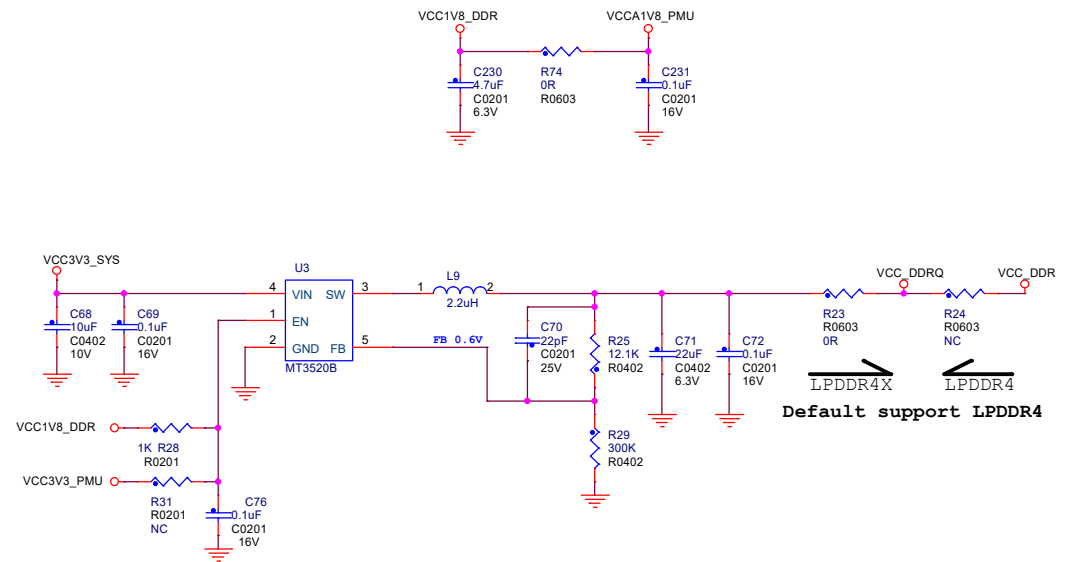 VCC1V8_DDR
VCCA1V8_PMU
C230
4.7uF
C0201
6.3V
R74
0R
R0603
C231
0.1uF
C0201
16V
VCC3V3_SYS
C68
10uF
C0402
10V
C69
0.1uF
C0201
16V
U3
4 VIN SW 3
1 EN
2 GND FB 5
MT3520B
1 L9 2
2.2uH
FB 0.6V
C70
22pF
C0201
25V
R25
12.1K
R0402
C71
22uF
C0402
6.3V
C72
0.1uF
C0201
16V
R29
300K
R0402
VCC_DDRQ
VCC_DDR
R23
R0603
0R
R24
R0603
NC
LPDDR4X
LPDDR4
Default support LPDDR4
VCC1V8_DDR
1K R28
R0201
VCC3V3_PMU
R31
R0201
NC
C76
0.1uF
C0201
16V